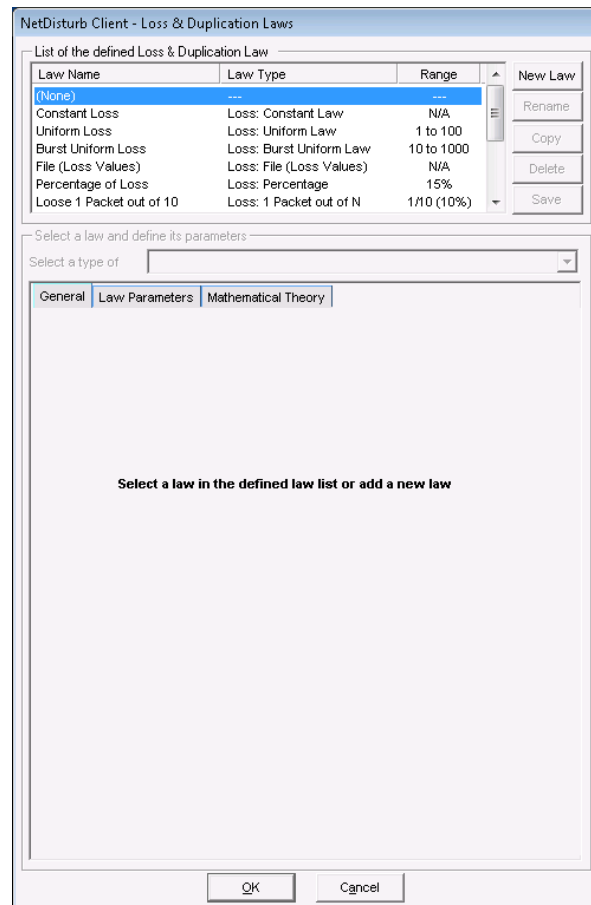 NetDisturb Client - Loss & Duplication Laws
List of the defined Loss & Duplication Law
Law Name Law Type Range
(None) --- ---
Constant Loss Loss: Constant Law N/A
Uniform Loss Loss: Uniform Law 1 to 100
Burst Uniform Loss Loss: Burst Uniform Law 10 to 1000
File (Loss Values) Loss: File (Loss Values) N/A
Percentage of Loss Loss: Percentage 15%
Loose 1 Packet out of 10 Loss: 1 Packet out of N 1/10 (10%)
New Law
Rename
Copy
Delete
Save
Select a law and define its parameters
Select a type of
General Law Parameters Mathematical Theory
Select a law in the defined law list or add a new law
OK Cancel